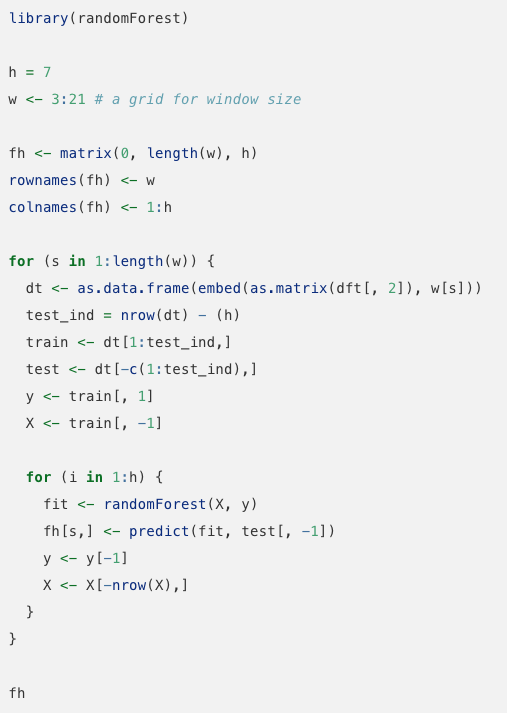 library(randomForest)

h = 7
w <- 3:21 # a grid for window size

fh <- matrix(0, length(w), h)
rownames(fh) <- w
colnames(fh) <- 1:h

for (s in 1:length(w)) {
  dt <- as.data.frame(embed(as.matrix(dft[, 2]), w[s]))
  test_ind = nrow(dt) - (h)
  train <- dt[1:test_ind,]
  test <- dt[-c(1:test_ind),]
  y <- train[, 1]
  X <- train[, -1]

  for (i in 1:h) {
    fit <- randomForest(X, y)
    fh[s,] <- predict(fit, test[, -1])
    y <- y[-1]
    X <- X[-nrow(X),]
  }
}

fh